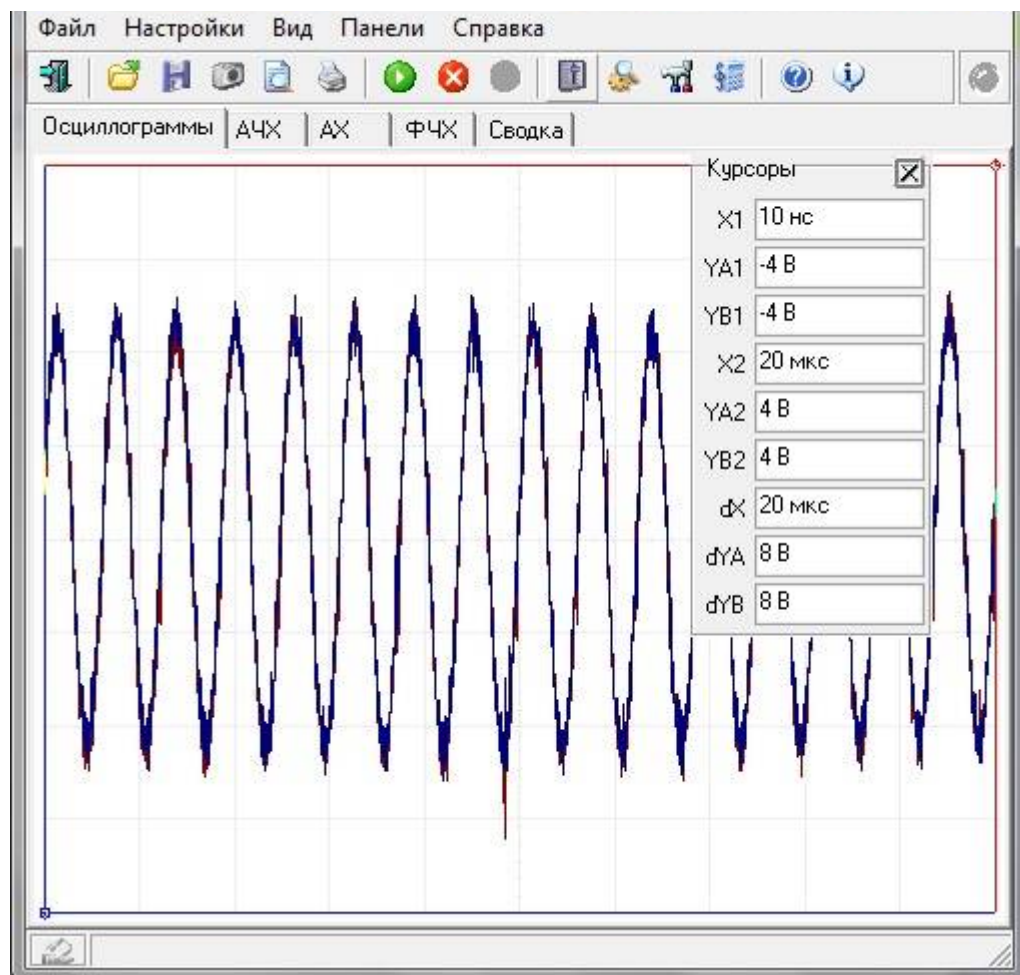 Файл Настройки Вид Панели Справка
Осциллограммы АЧХ АХ ФЧХ Сводка
Курсоры
X1 10 нс
YA1 -4 В
YB1 -4 В
X2 20 мкс
YA2 4 В
YB2 4 В
dX 20 мкс
dYA 8 В
dYB 8 В